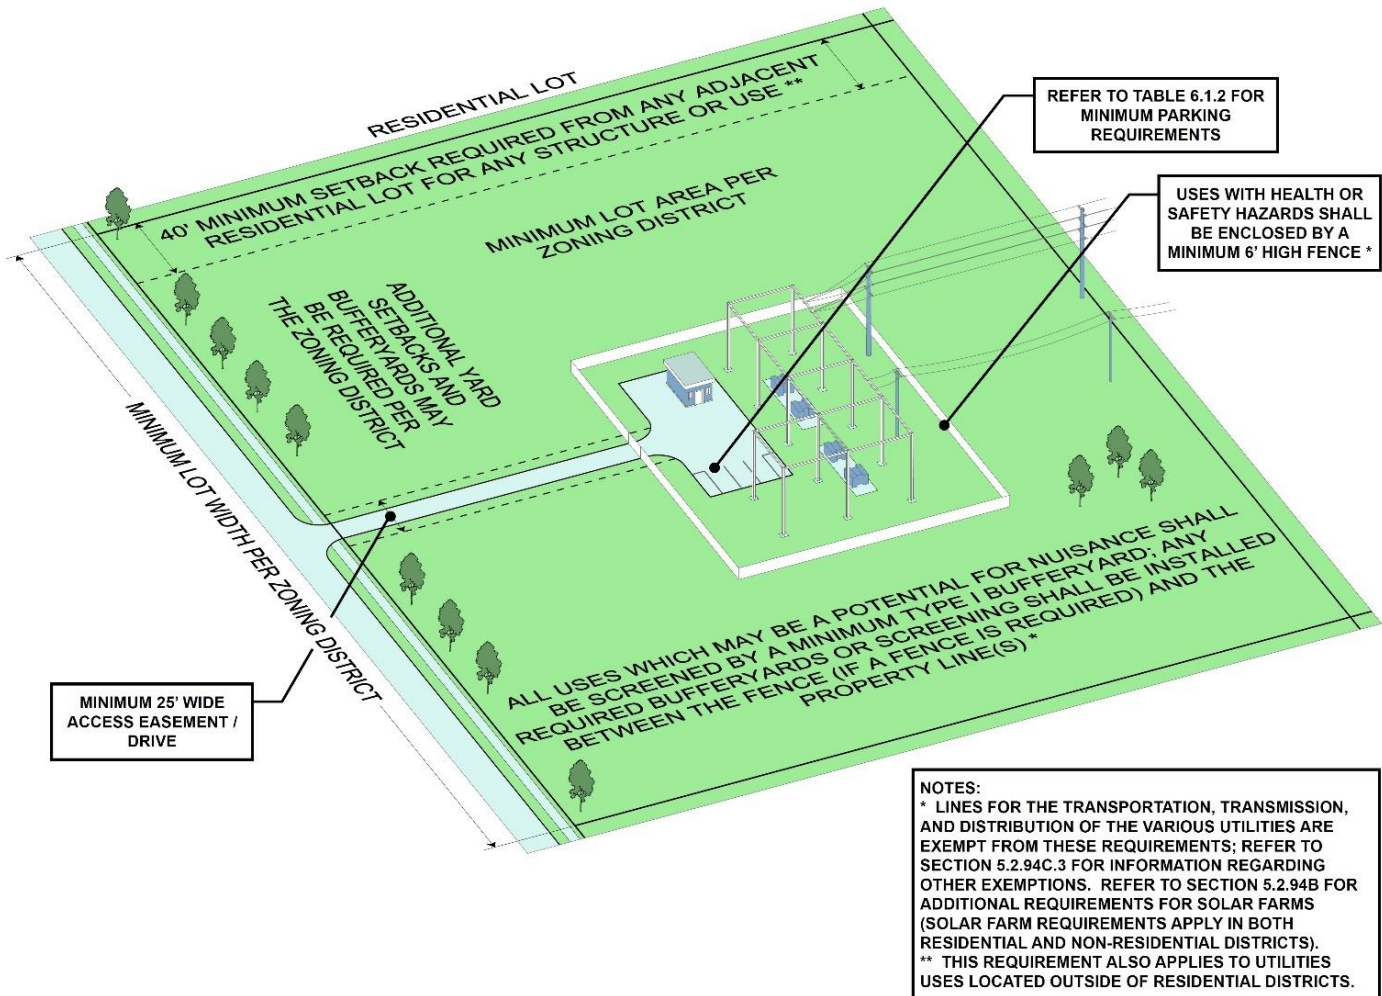 RESIDENTIAL LOT
40' MINIMUM SETBACK REQUIRED FROM ANY ADJACENT
RESIDENTIAL LOT FOR ANY STRUCTURE OR USE **
REFER TO TABLE 6.1.2 FOR
MINIMUM PARKING
REQUIREMENTS
MINIMUM LOT AREA PER
ZONING DISTRICT
USES WITH HEALTH OR
SAFETY HAZARDS SHALL
BE ENCLOSED BY A
MINIMUM 6' HIGH FENCE *
ADDITIONAL YARD
SETBACKS AND
BUFFERYARDS MAY
BE REQUIRED PER
THE ZONING DISTRICT
MINIMUM LOT WIDTH PER ZONING DISTRICT
ALL USES WHICH MAY BE A POTENTIAL FOR NUISANCE SHALL
BE SCREENED BY A MINIMUM TYPE I BUFFERYARD; ANY
REQUIRED BUFFERYARDS OR SCREENING SHALL BE INSTALLED
BETWEEN THE FENCE (IF A FENCE IS REQUIRED) AND THE
PROPERTY LINE(S) *
MINIMUM 25' WIDE
ACCESS EASEMENT /
DRIVE
NOTES:
* LINES FOR THE TRANSPORTATION, TRANSMISSION,
AND DISTRIBUTION OF THE VARIOUS UTILITIES ARE
EXEMPT FROM THESE REQUIREMENTS; REFER TO
SECTION 5.2.94C.3 FOR INFORMATION REGARDING
OTHER EXEMPTIONS. REFER TO SECTION 5.2.94B FOR
ADDITIONAL REQUIREMENTS FOR SOLAR FARMS
(SOLAR FARM REQUIREMENTS APPLY IN BOTH
RESIDENTIAL AND NON-RESIDENTIAL DISTRICTS).
** THIS REQUIREMENT ALSO APPLIES TO UTILITIES
USES LOCATED OUTSIDE OF RESIDENTIAL DISTRICTS.